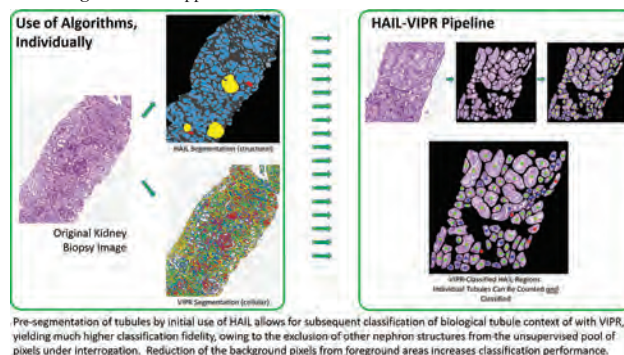 Use of Algorithms,
Individually
HAIL Segmentation (structural)
Original Kidney
Biopsy Image
VIPR Segmentation (cellular)
HAIL-VIPR Pipeline
VIPR-Classified HAIL-Regions
Individual Tubules Can Be Counted and
Classified
Pre-segmentation of tubules by initial use of HAIL allows for subsequent classification of biological tubule context of with VIPR,
yielding much higher classification fidelity, owing to the exclusion of other nephron structures from the unsupervised pool of
pixels under interrogation. Reduction of the background pixels from foreground areas increases classification performance.